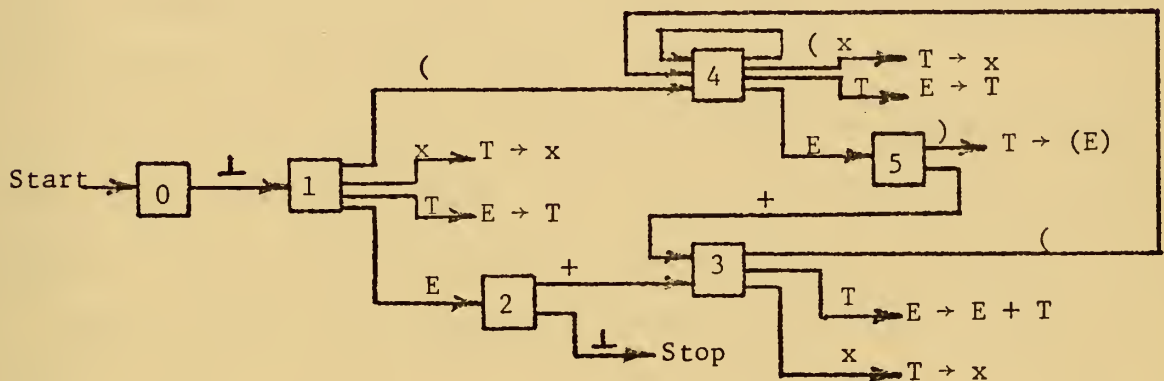 ( x T → x
4
( T E → T
E ) T → (E)
x T → x 5
Start 0 ⊥ 1
T E → T +
(
+ 3
E T
2 E → E + T
⊥ Stop x
T → x